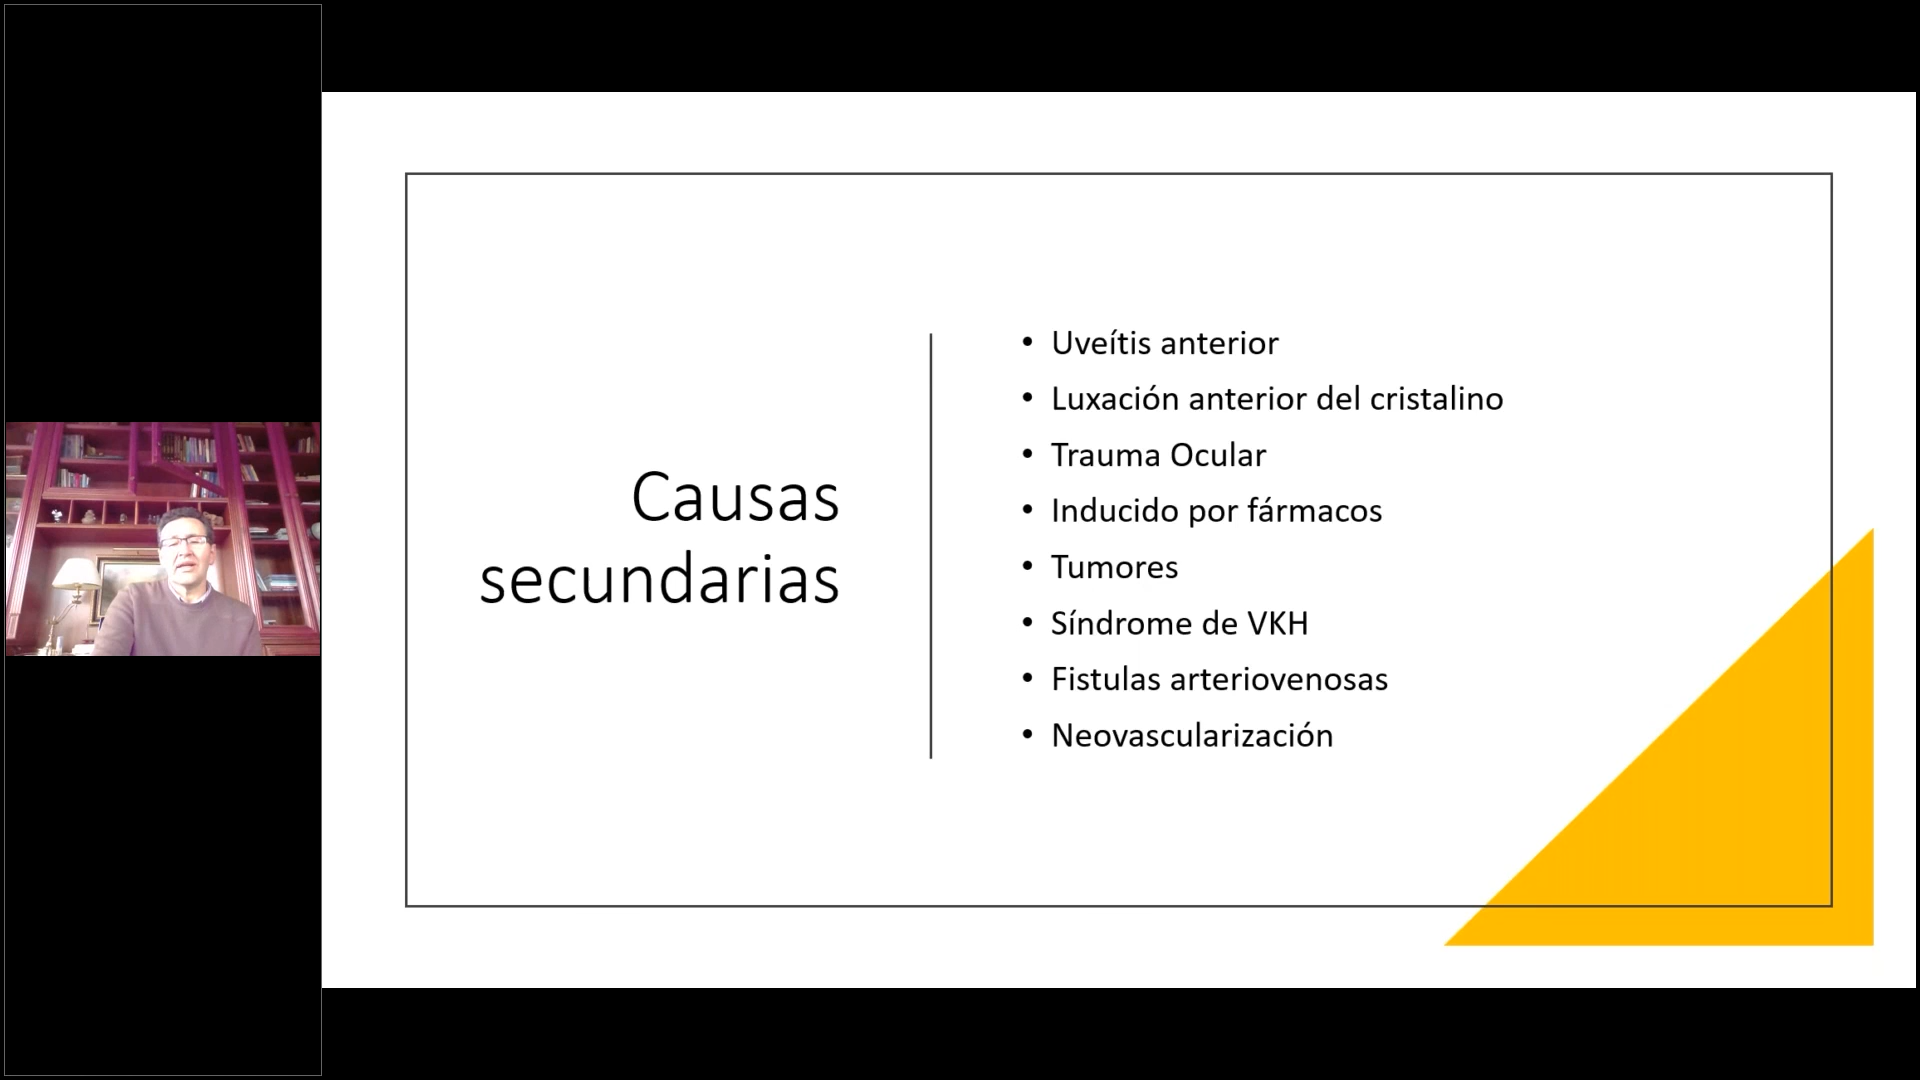 Causas
secundarias
• Uveítis anterior
• Luxación anterior del cristalino
• Trauma Ocular
• Inducido por fármacos
• Tumores
• Síndrome de VKH
• Fistulas arteriovenosas
• Neovascularización